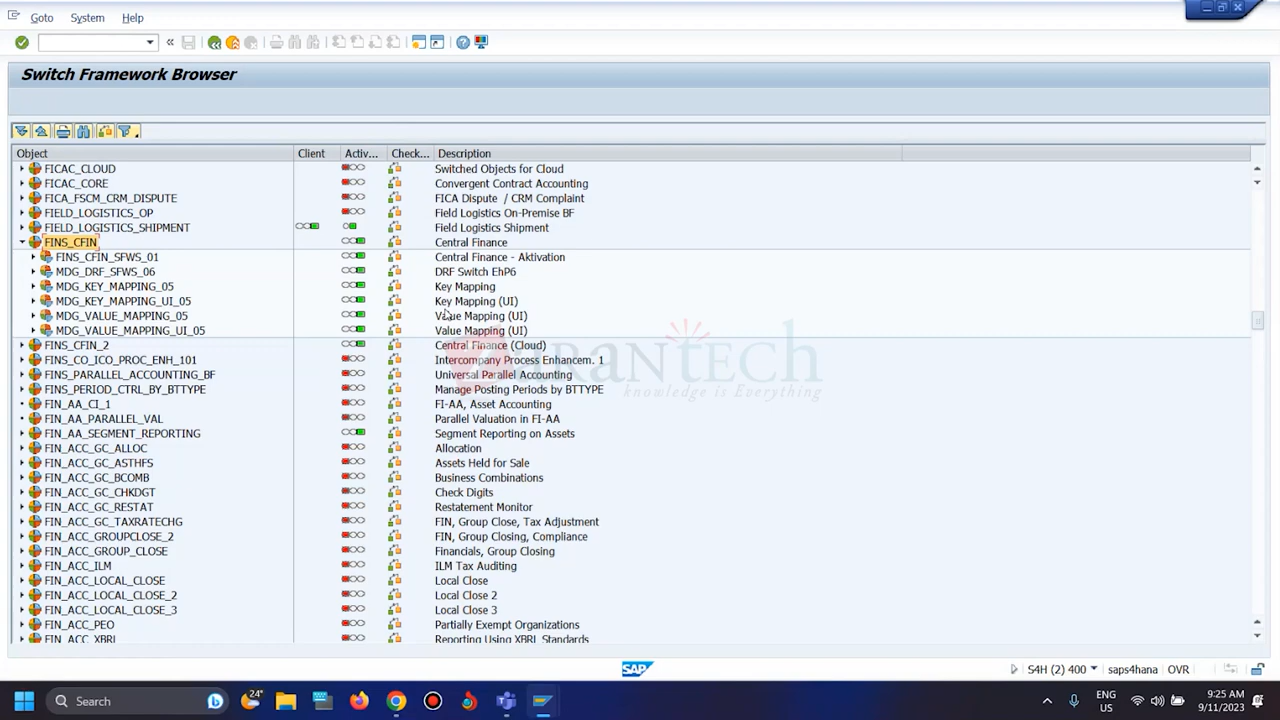 Goto System Help
Switch Framework Browser
Object Client Activ... Check... Description
FICAC_CLOUD Switched Objects for Cloud
FICAC_CORE Convergent Contract Accounting
FICA_FSCM_CRM_DISPUTE FICA Dispute / CRM Complaint
FIELD_LOGISTICS_OP Field Logistics On-Premise BF
FIELD_LOGISTICS_SHIPMENT Field Logistics Shipment
FINS_CFIN Central Finance
FINS_CFIN_SFWS_01 Central Finance - Aktivation
MDG_DRF_SFWS_06 DRF Switch EhP6
MDG_KEY_MAPPING_05 Key Mapping
MDG_KEY_MAPPING_UI_05 Key Mapping (UI)
MDG_VALUE_MAPPING_05 Value Mapping (UI)
MDG_VALUE_MAPPING_UI_05 Value Mapping (UI)
FINS_CFIN_2 Central Finance (Cloud)
FINS_CO_ICO_PROC_ENH_101 Intercompany Process Enhancem. 1
FINS_PARALLEL_ACCOUNTING_BF Universal Parallel Accounting
FINS_PERIOD_CTRL_BY_BTTYPE Manage Posting Periods by BTTYPE
FIN_AA_CI_1 FI-AA, Asset Accounting
FIN_AA_PARALLEL_VAL Parallel Valuation in FI-AA
FIN_AA_SEGMENT_REPORTING Segment Reporting on Assets
FIN_ACC_GC_ALLOC Allocation
FIN_ACC_GC_ASTHFS Assets Held for Sale
FIN_ACC_GC_BCOMB Business Combinations
FIN_ACC_GC_CHKDGT Check Digits
FIN_ACC_GC_RESTAT Restatement Monitor
FIN_ACC_GC_TAXRATECHG FIN, Group Close, Tax Adjustment
FIN_ACC_GROUPCLOSE_2 FIN, Group Closing, Compliance
FIN_ACC_GROUP_CLOSE Financials, Group Closing
FIN_ACC_ILM ILM Tax Auditing
FIN_ACC_LOCAL_CLOSE Local Close
FIN_ACC_LOCAL_CLOSE_2 Local Close 2
FIN_ACC_LOCAL_CLOSE_3 Local Close 3
FIN_ACC_PEO Partially Exempt Organizations
FIN_ACC_XBRL Reporting Using XBRL Standards
knowledge is Everything
SAP S4H (2) 400 saps4hana OVR
Search 24° ENG US 9:25 AM 9/11/2023